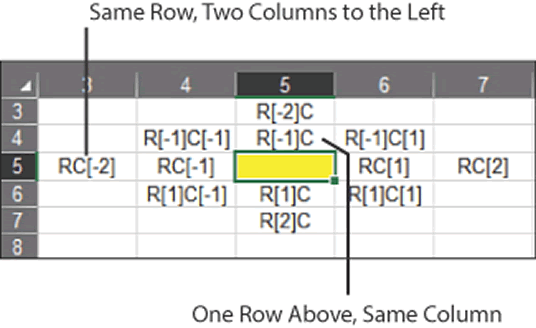 Same Row, Two Columns to the Left
3 4 5 6 7
3 R[-2]C
4 R[-1]C[-1] R[-1]C R[-1]C[1]
5 RC[-2] RC[-1] RC[1] RC[2]
6 R[1]C[-1] R[1]C R[1]C[1]
7 R[2]C
8
One Row Above, Same Column